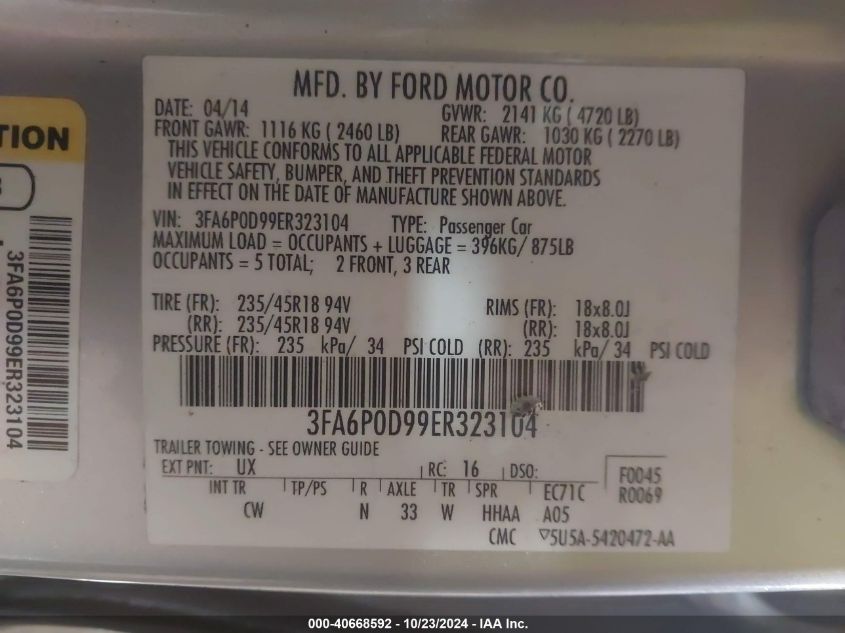 MFD. BY FORD MOTOR CO.
DATE: 04/14 GVWR: 2141 KG ( 4720 LB)
FRONT GAWR: 1116 KG ( 2460 LB) REAR GAWR: 1030 KG ( 2270 LB)
THIS VEHICLE CONFORMS TO ALL APPLICABLE FEDERAL MOTOR
VEHICLE SAFETY, BUMPER, AND THEFT PREVENTION STANDARDS
IN EFFECT ON THE DATE OF MANUFACTURE SHOWN ABOVE.
VIN: 3FA6P0D99ER323104 TYPE: Passenger Car
MAXIMUM LOAD = OCCUPANTS + LUGGAGE = 396KG/ 875LB
OCCUPANTS = 5 TOTAL; 2 FRONT, 3 REAR
TIRE (FR): 235/45R18 94V RIMS (FR): 18x8.0J
(RR): 235/45R18 94V (RR): 18x8.0J
PRESSURE (FR): 235 kPa/ 34 PSI COLD (RR): 235 kPa/ 34 PSI COLD
3FA6P0D99ER323104
TRAILER TOWING - SEE OWNER GUIDE
EXT PNT: UX RC: 16 DSO: F0045
INT TR TP/PS R AXLE TR SPR EC71C R0069
CW N 33 W HHAA A05
CMC ▽5U5A-5420472-AA
TION
3FA6P0D99ER323104
000-40668592 - 10/23/2024 - IAA Inc.